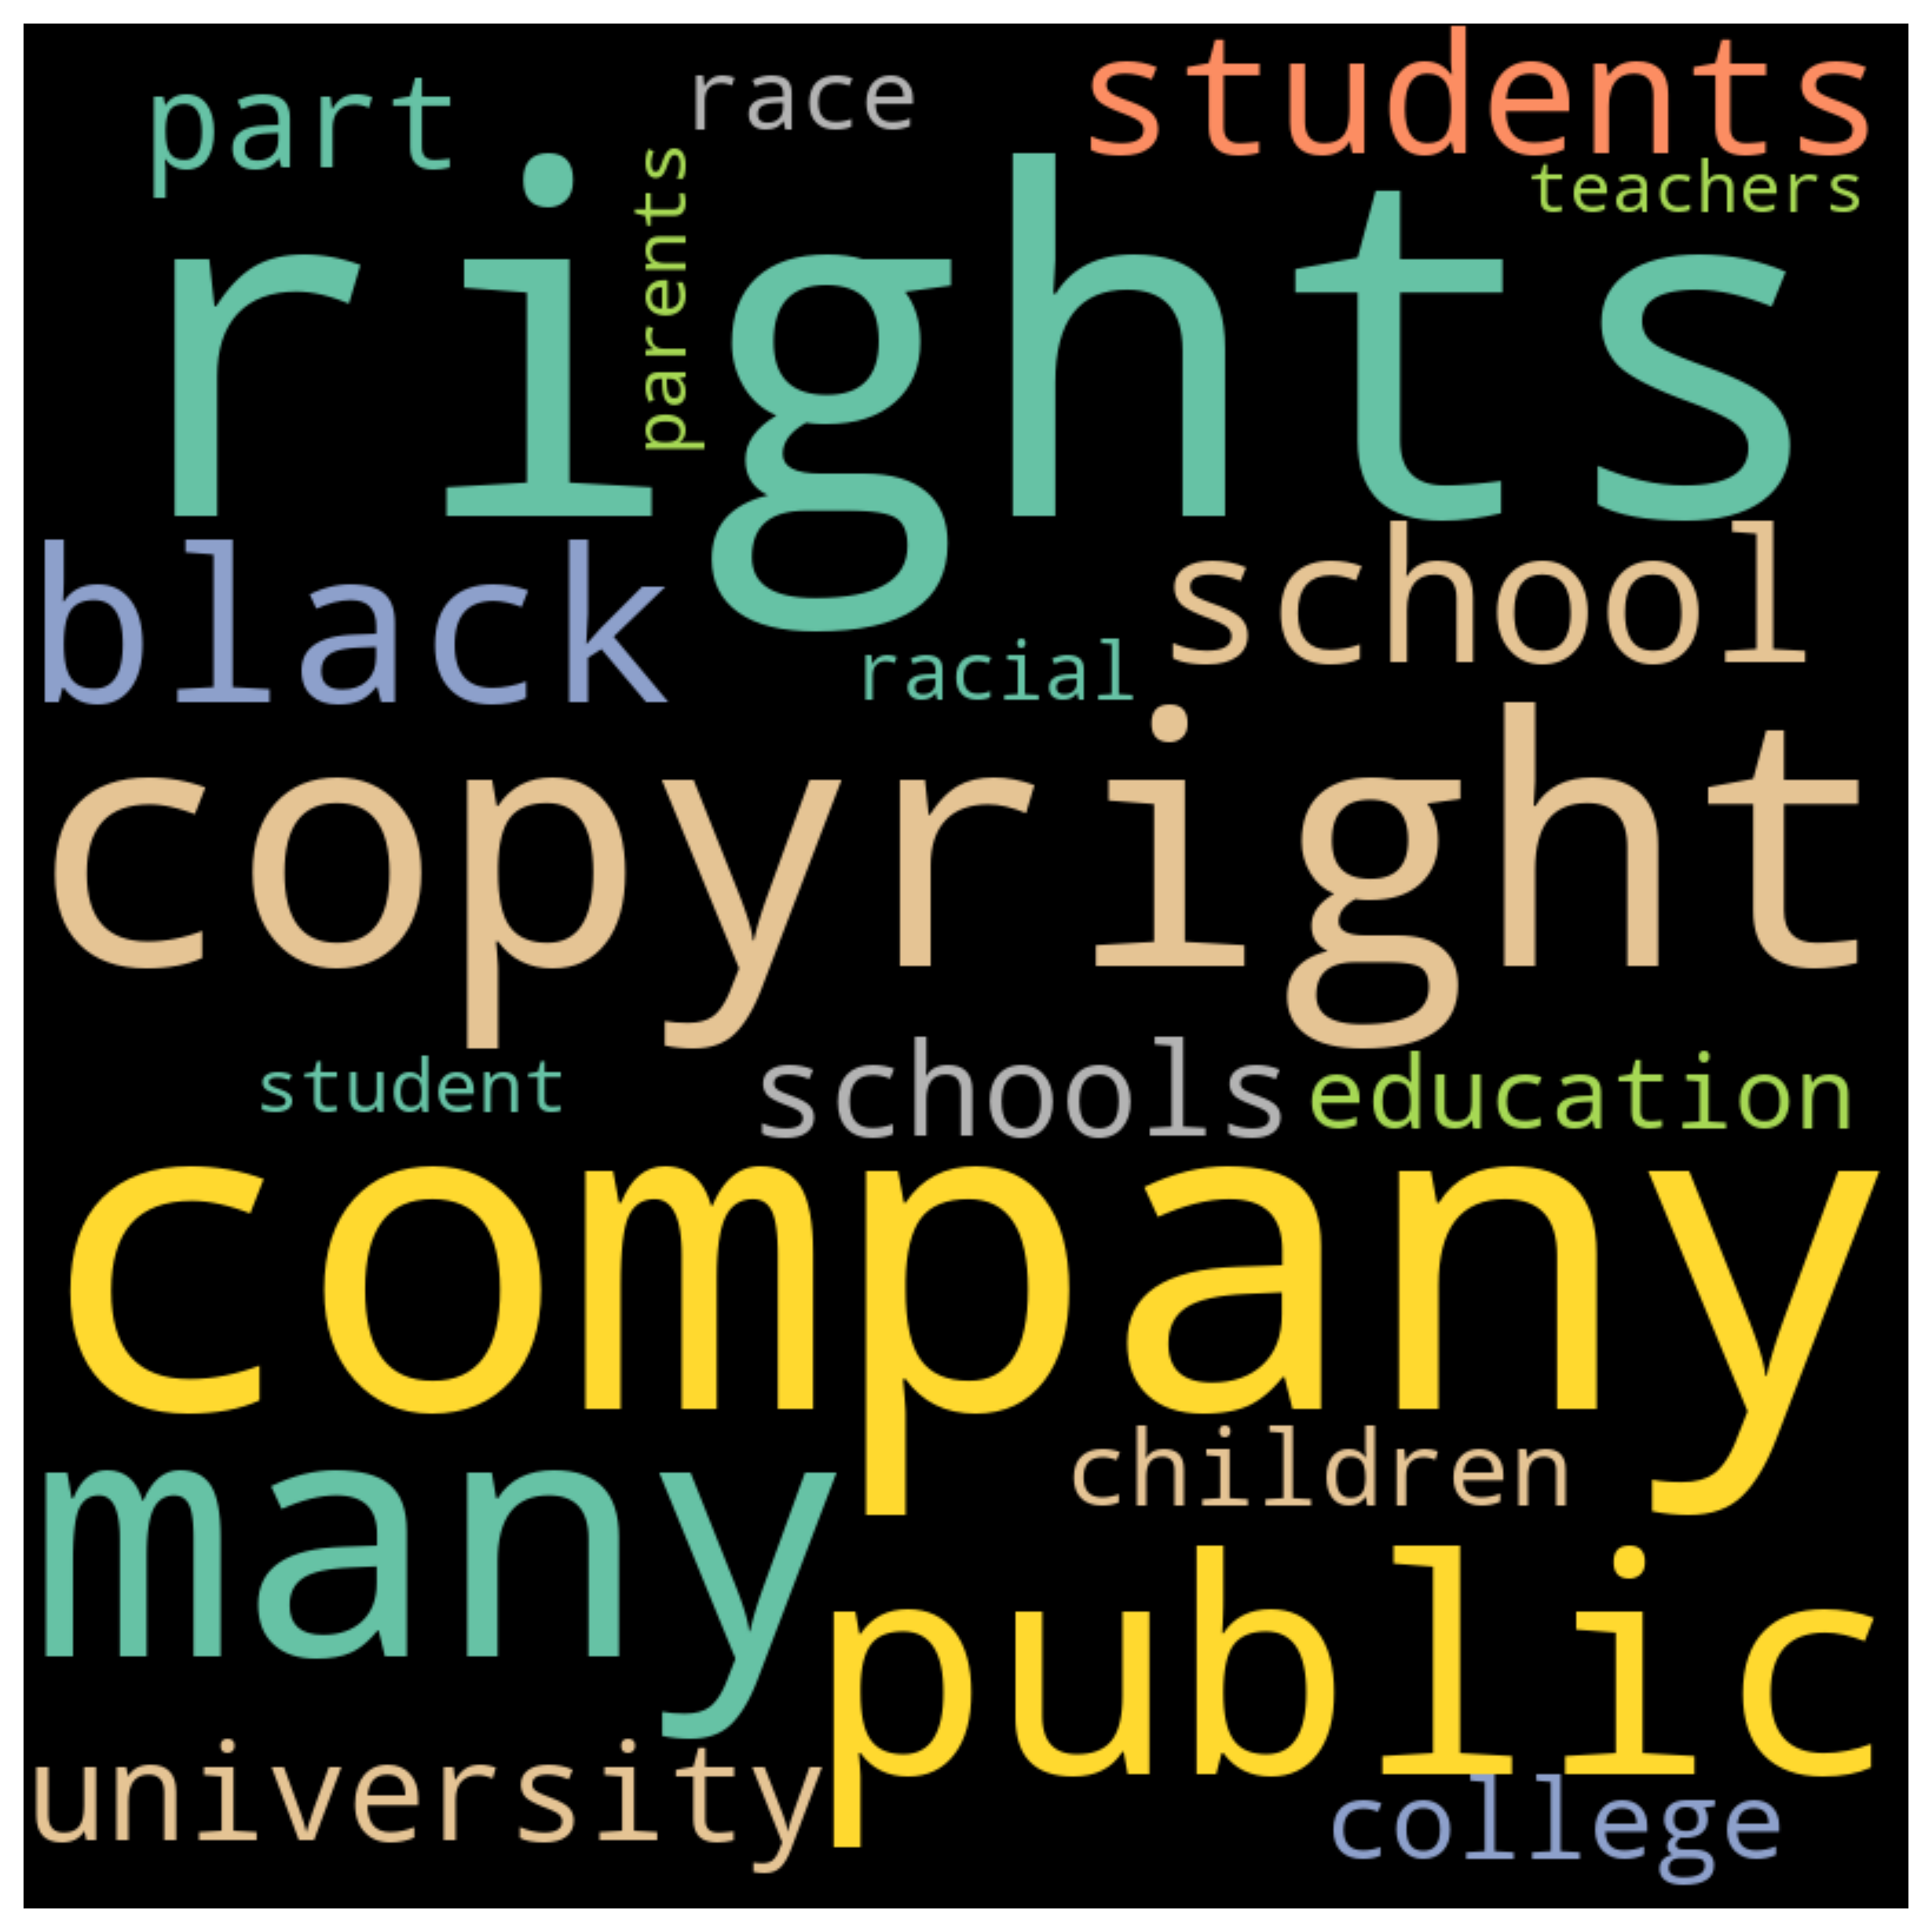 part
race
students
teachers
parents
rights
black
school
racial
copyright
student
schools
education
company
children
many
public
university
college